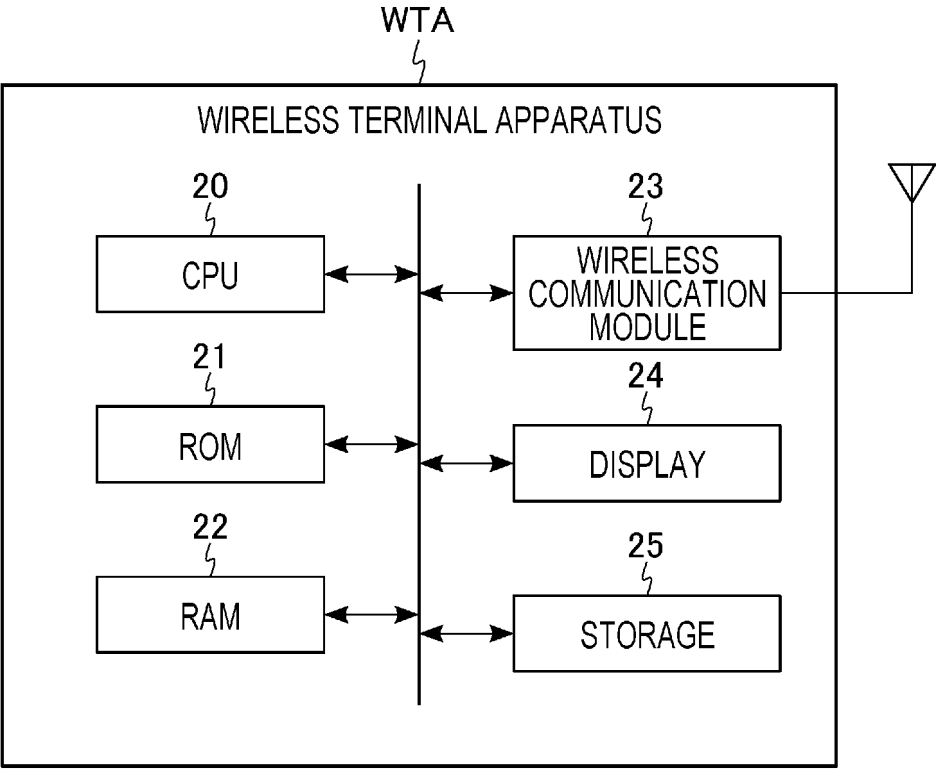 WTA
WIRELESS TERMINAL APPARATUS
20
CPU
21
ROM
22
RAM
23
WIRELESS
COMMUNICATION
MODULE
24
DISPLAY
25
STORAGE